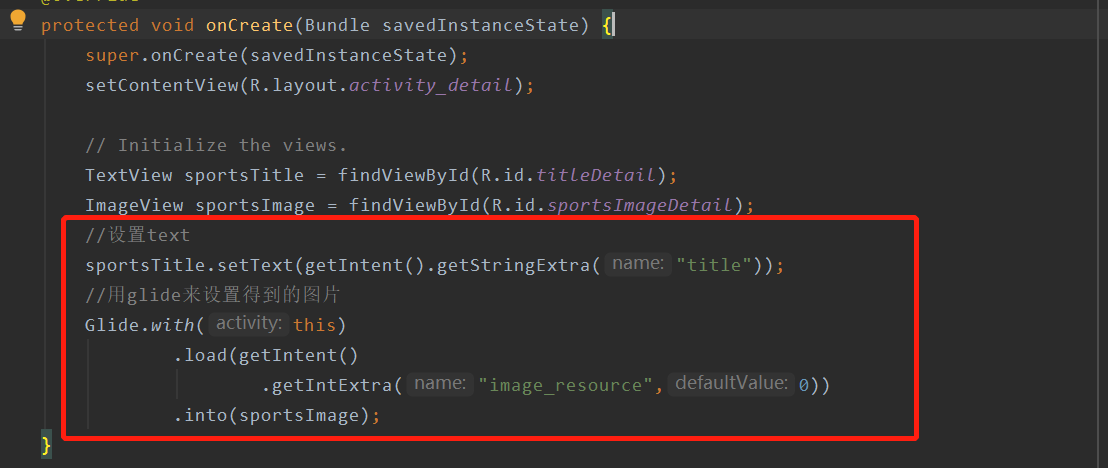 @Override
protected void onCreate(Bundle savedInstanceState) {
super.onCreate(savedInstanceState);
setContentView(R.layout.activity_detail);
// Initialize the views.
TextView sportsTitle = findViewById(R.id.titleDetail);
ImageView sportsImage = findViewById(R.id.sportsImageDetail);
//设置text
sportsTitle.setText(getIntent().getStringExtra( name: "title"));
//用glide来设置得到的图片
Glide.with( activity: this)
.load(getIntent()
.getIntExtra( name: "image_resource", defaultValue: 0))
.into(sportsImage);
}